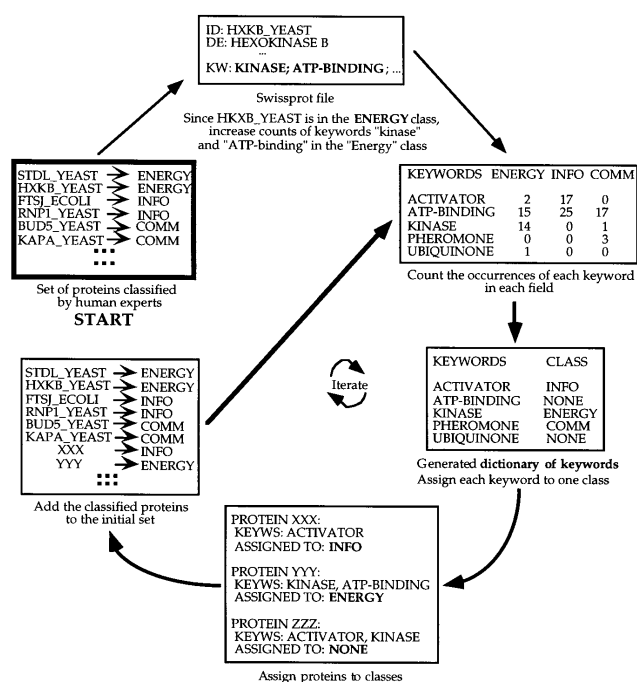 ID: HXKB_YEAST
DE: HEXOKINASE B
...
KW: KINASE; ATP-BINDING ; ...
Swissprot file
Since HKXB_YEAST is in the ENERGY class,
increase counts of keywords "kinase"
and "ATP-binding" in the "Energy" class
STDL_YEAST ENERGY
HXKB_YEAST ENERGY
FTSJ_ECOLI INFO
RNP1_YEAST INFO
BUD5_YEAST COMM
KAPA_YEAST COMM
Set of proteins classified
by human experts
START
KEYWORDS ENERGY INFO COMM
ACTIVATOR 2 17 0
ATP-BINDING 15 25 17
KINASE 14 0 1
PHEROMONE 0 0 3
UBIQUINONE 1 0 0
Count the occurrences of each keyword
in each field
KEYWORDS CLASS
ACTIVATOR INFO
ATP-BINDING NONE
KINASE ENERGY
PHEROMONE COMM
UBIQUINONE NONE
Generated dictionary of keywords
Assign each keyword to one class
Iterate
STDL_YEAST ENERGY
HXKB_YEAST ENERGY
FTSJ_ECOLI INFO
RNP1_YEAST INFO
BUD5_YEAST COMM
KAPA_YEAST COMM
XXX INFO
YYY ENERGY
Add the classified proteins
to the initial set
PROTEIN XXX:
KEYWS: ACTIVATOR
ASSIGNED TO: INFO
PROTEIN YYY:
KEYWS: KINASE, ATP-BINDING
ASSIGNED TO: ENERGY
PROTEIN ZZZ:
KEYWS: ACTIVATOR, KINASE
ASSIGNED TO: NONE
Assign proteins to classes